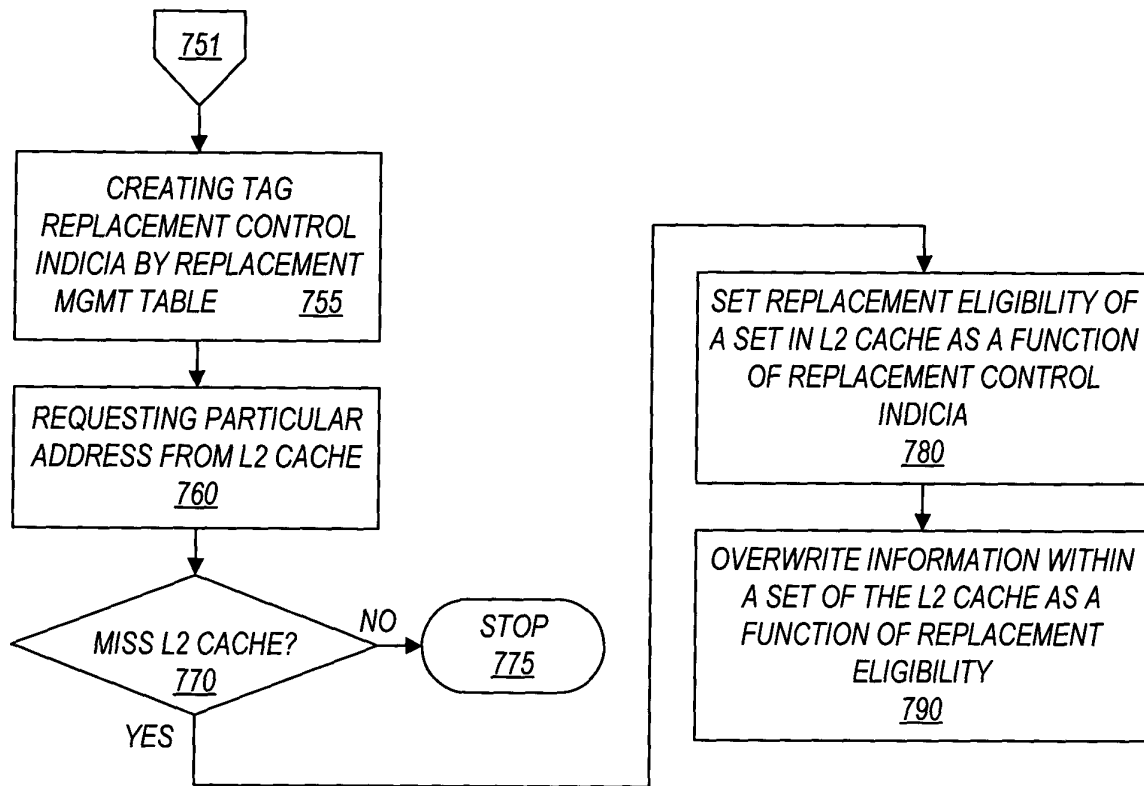 751
CREATING TAG
REPLACEMENT CONTROL
INDICIA BY REPLACEMENT
MGMT TABLE 755
REQUESTING PARTICULAR
ADDRESS FROM L2 CACHE
760
MISS L2 CACHE?
770
NO
YES
STOP
775
SET REPLACEMENT ELIGIBILITY OF
A SET IN L2 CACHE AS A FUNCTION
OF REPLACEMENT CONTROL
INDICIA
780
OVERWRITE INFORMATION WITHIN
A SET OF THE L2 CACHE AS A
FUNCTION OF REPLACEMENT
ELIGIBILITY
790